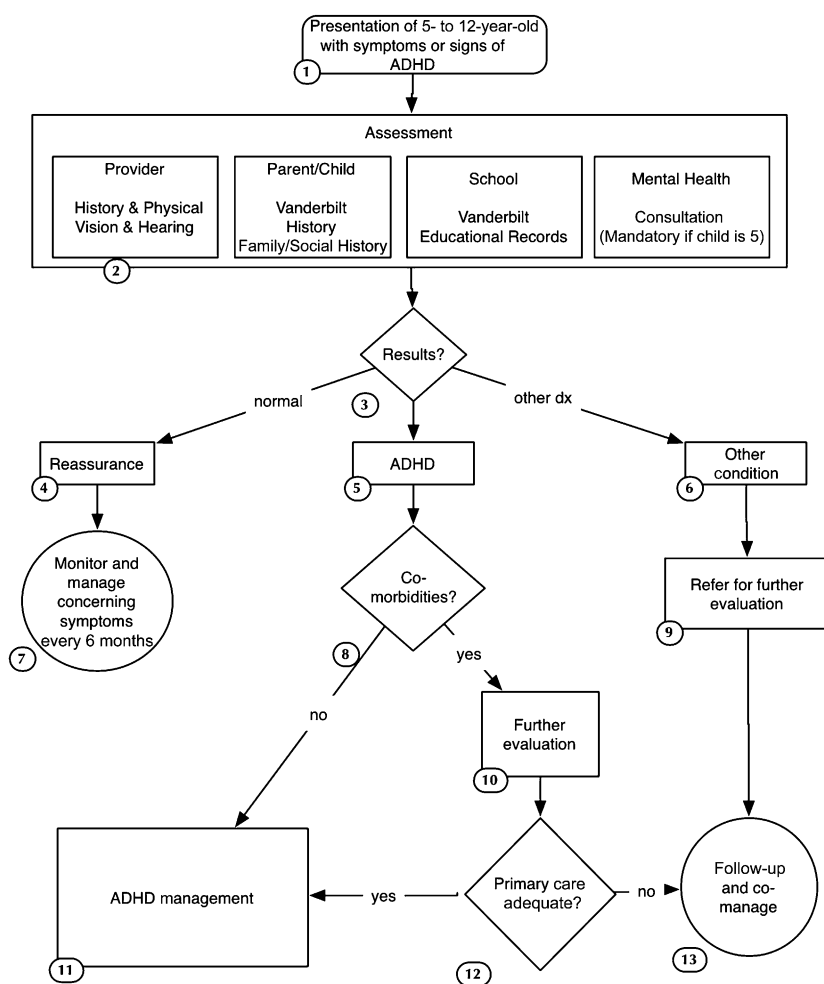 Presentation of 5- to 12-year-old
with symptoms or signs of
ADHD
1
Assessment
Provider
History & Physical
Vision & Hearing
Parent/Child
Vanderbilt
History
Family/Social History
School
Vanderbilt
Educational Records
Mental Health
Consultation
(Mandatory if child is 5)
2
Results?
3
normal
other dx
Reassurance
4
ADHD
5
Other
condition
6
Monitor and
manage
concerning
symptoms
every 6 months
7
Co-
morbidities?
8
Refer for further
evaluation
9
yes
no
Further
evaluation
10
ADHD management
11
yes
Primary care
adequate?
12
no
Follow-up
and co-
manage
13